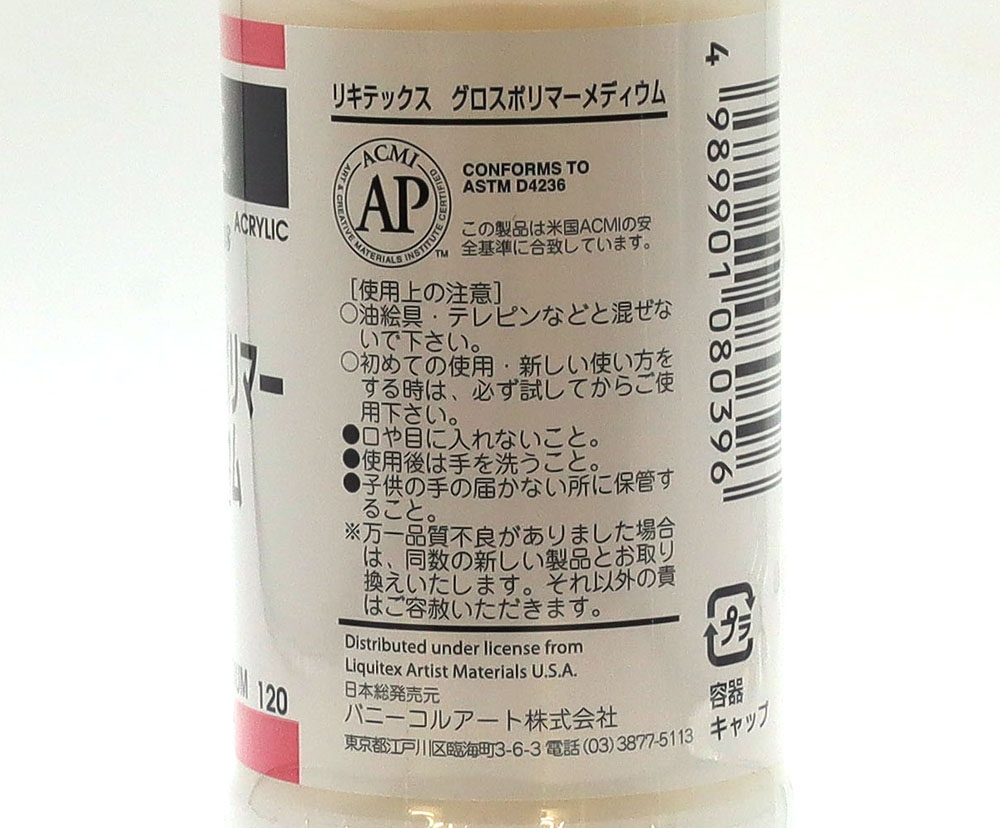 ACRYLIC
リマー
ム
UM 120
リキテックス グロスポリマーメディウム
ACMI
AP
ART & CREATIVE MATERIALS INSTITUTE CERTIFIED
TM
CONFORMS TO
ASTM D4236
この製品は米国ACMIの安
全基準に合致しています。
[使用上の注意]
○油絵具・テレピンなどと混ぜな
いで下さい。
○初めての使用・新しい使い方を
する時は、必ず試してからご使
用下さい。
●口や目に入れないこと。
●使用後は手を洗うこと。
●子供の手の届かない所に保管す
ること。
※万一品質不良がありました場合
は、同数の新しい製品とお取り
換えいたします。それ以外の責
はご容赦いただきます。
Distributed under license from
Liquitex Artist Materials U.S.A.
日本総発売元
バニーコルアート株式会社
東京都江戸川区臨海町3-6-3 電話(03)3877-5113
4 989901 080396
プラ
容器
キャップ